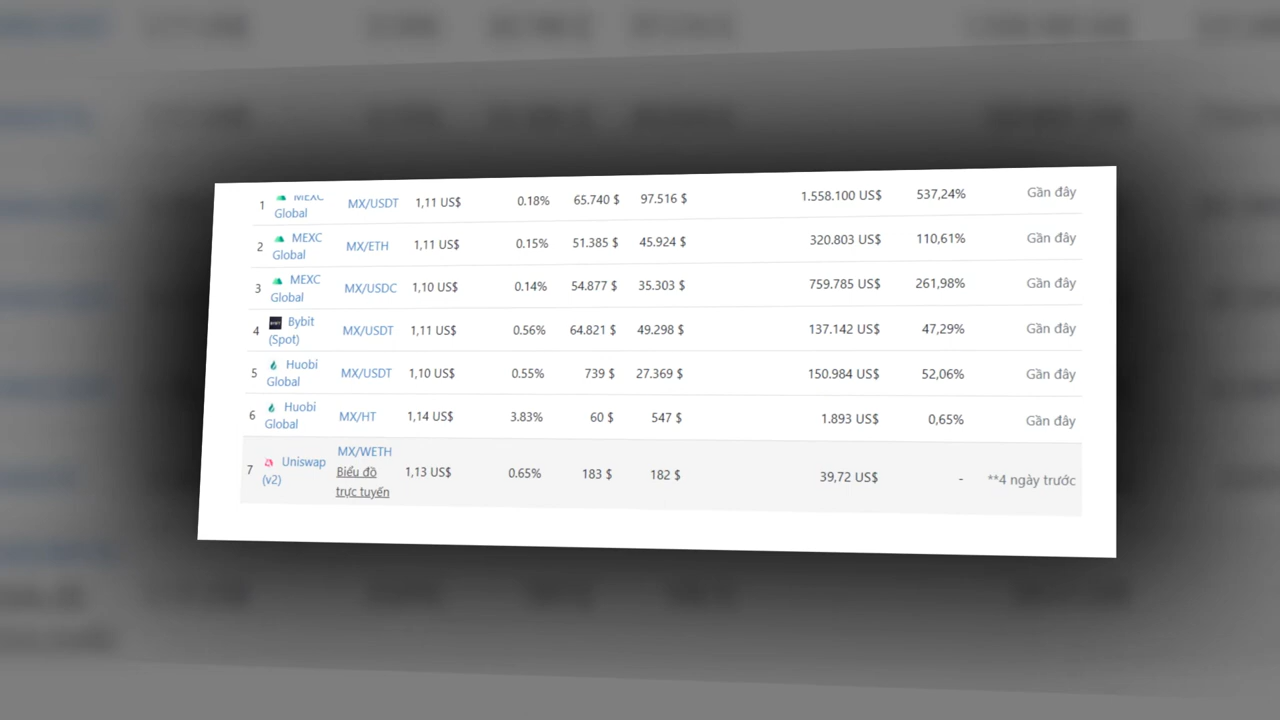 1 MEXC Global MX/USDT 1,11 US$ 0.18% 65.740 $ 97.516 $ 1.558.100 US$ 537,24% Gần đây
2 MEXC Global MX/ETH 1,11 US$ 0.15% 51.385 $ 45.924 $ 320.803 US$ 110,61% Gần đây
3 MEXC Global MX/USDC 1,10 US$ 0.14% 54.877 $ 35.303 $ 759.785 US$ 261,98% Gần đây
4 Bybit (Spot) MX/USDT 1,11 US$ 0.56% 64.821 $ 49.298 $ 137.142 US$ 47,29% Gần đây
5 Huobi Global MX/USDT 1,10 US$ 0.55% 739 $ 27.369 $ 150.984 US$ 52,06% Gần đây
6 Huobi Global MX/HT 1,14 US$ 3.83% 60 $ 547 $ 1.893 US$ 0,65% Gần đây
7 Uniswap (v2) MX/WETH Biểu đồ trực tuyến 1,13 US$ 0.65% 183 $ 182 $ 39,72 US$ - **4 ngày trước